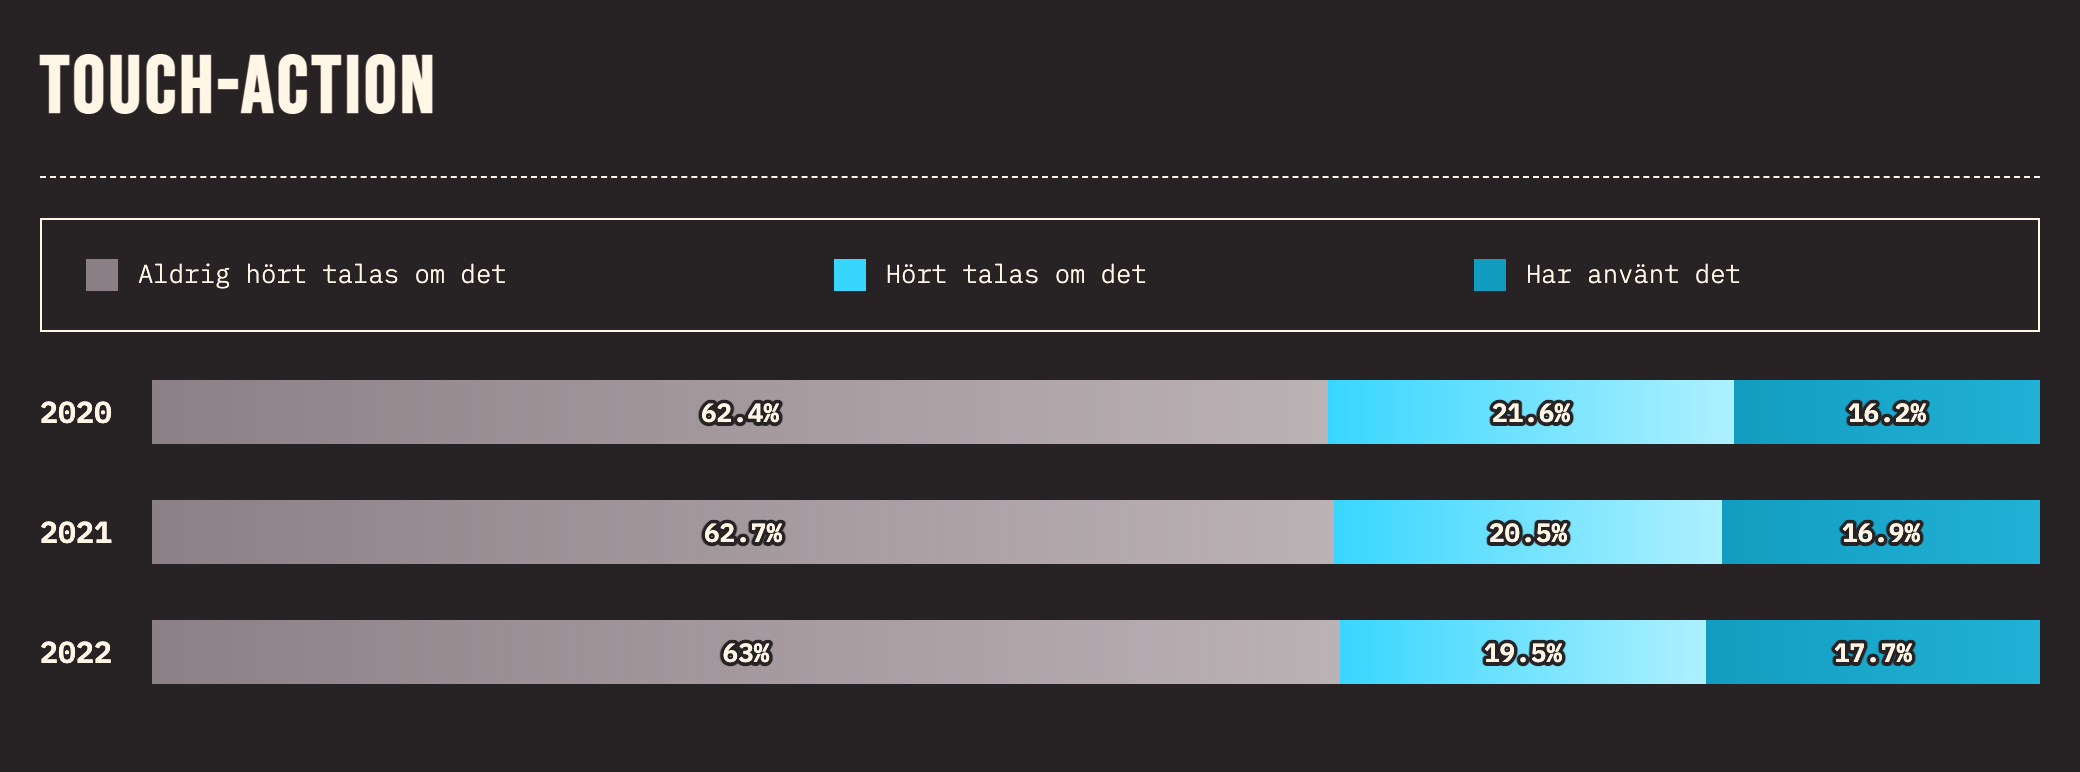 TOUCH-ACTION
Aldrig hört talas om det
Hört talas om det
Har använt det
2020 62.4% 21.6% 16.2%
2021 62.7% 20.5% 16.9%
2022 63% 19.5% 17.7%